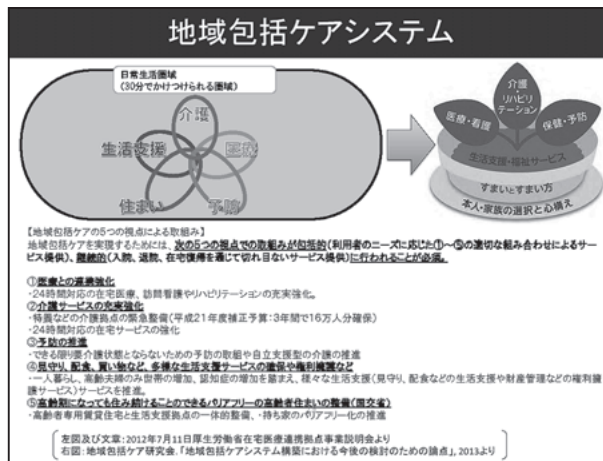 地域包括ケアシステム
日常生活圏域
(30分でかけつけられる圏域)
介護
生活支援
医療
住まい
予防
介護
・
リハビリ
テーション
医療・看護
保健・予防
生活支援・福祉サービス
すまいとすまい方
本人・家族の選択と心構え
【地域包括ケアの5つの視点による取組み】
地域包括ケアを実現するためには、次の5つの視点での取組みが包括的(利用者のニーズに応じた①~⑤の適切な組み合わせによるサー
ビス提供)、継続的(入院、退院、在宅復帰を通じて切れ目ないサービス提供)に行われることが必須。
①医療との連携強化
・24時間対応の在宅医療、訪問看護やリハビリテーションの充実強化。
②介護サービスの充実強化
・特養などの介護拠点の緊急整備(平成21年度補正予算:3年間で16万人分確保)
・24時間対応の在宅サービスの強化
③予防の推進
・できる限り要介護状態とならないための予防の取組や自立支援型の介護の推進
④見守り、配食、買い物など、多様な生活支援サービスの確保や権利擁護など
・一人暮らし、高齢夫婦のみ世帯の増加、認知症の増加を踏まえ、様々な生活支援(見守り、配食などの生活支援や財産管理などの権利擁
護サービス)サービスを推進。
⑤高齢期になっても住み続けることのできるバリアフリーの高齢者住まいの整備(国交省)
・高齢者専用賃貸住宅と生活支援拠点の一体的整備、・持ち家のバリアフリー化の推進
左図及び文章:2012年7月11日厚生労働省在宅医療連携拠点事業説明会より
右図:地域包括ケア研究会.「地域包括ケアシステム構築における今後の検討のための論点」, 2013より